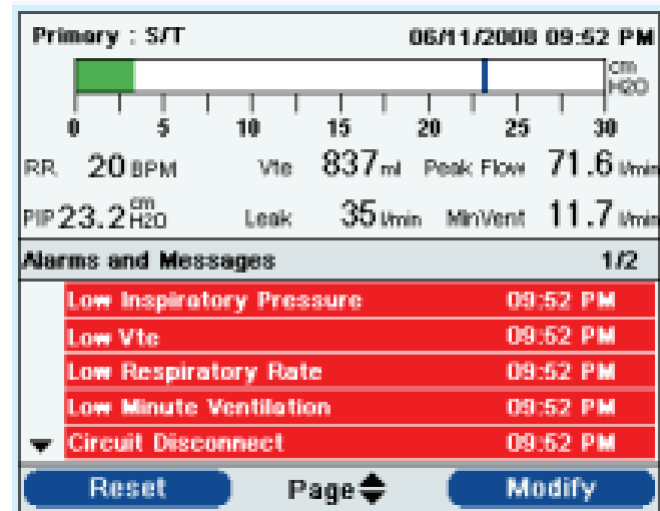 Primary : S/T 06/11/2008 09:52 PM
cm
H2O
0 5 10 15 20 25 30
RR 20 BPM Vte 837 ml Peak Flow 71.6 l/min
PIP 23.2 cm H2O Leak 35 l/min MinVent 11.7 l/min
Alarms and Messages 1/2
Low Inspiratory Pressure 09:52 PM
Low Vte 09:52 PM
Low Respiratory Rate 09:52 PM
Low Minute Ventilation 09:52 PM
Circuit Disconnect 09:52 PM
Reset Page Modify